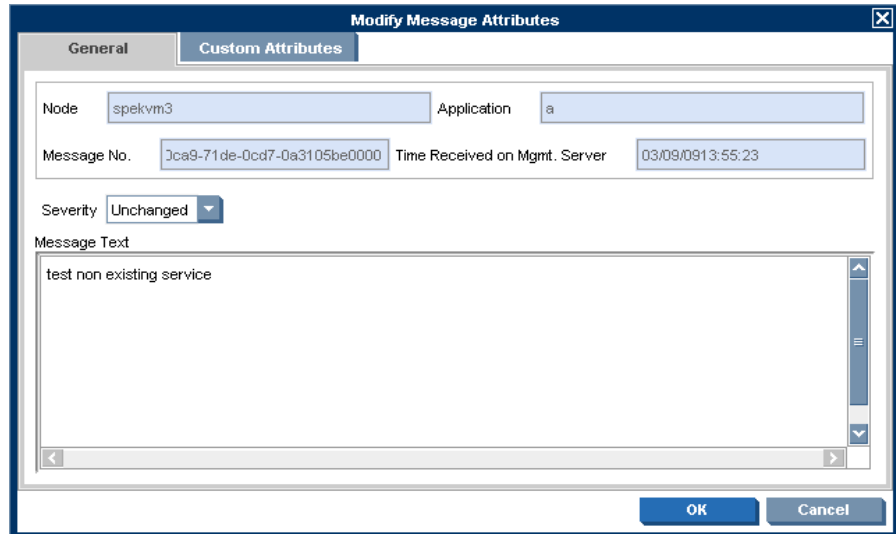 Modify Message Attributes
General Custom Attributes
Node spekvm3 Application a
Message No. 0ca9-71de-0cd7-0a3105be0000 Time Received on Mgmt. Server 03/09/0913:55:23
Severity Unchanged
Message Text
test non existing service
OK Cancel